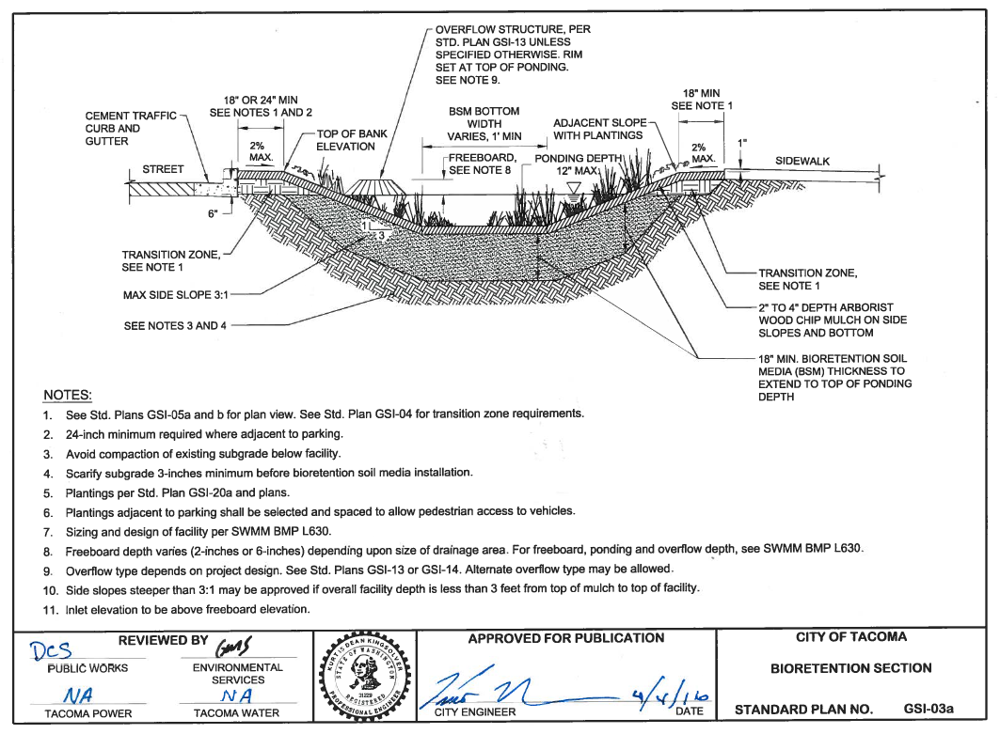 OVERFLOW STRUCTURE, PER
STD. PLAN GSI-13 UNLESS
SPECIFIED OTHERWISE. RIM
SET AT TOP OF PONDING.
SEE NOTE 9.
18" OR 24" MIN
SEE NOTES 1 AND 2
18" MIN
SEE NOTE 1
CEMENT TRAFFIC
CURB AND
GUTTER
BSM BOTTOM
WIDTH
VARIES, 1' MIN
ADJACENT SLOPE
WITH PLANTINGS
TOP OF BANK
ELEVATION
2%
MAX.
FREEBOARD,
SEE NOTE 8
PONDING DEPTH
12" MAX.
2%
MAX.
1"
STREET
SIDEWALK
6"
1
3
TRANSITION ZONE,
SEE NOTE 1
MAX SIDE SLOPE 3:1
SEE NOTES 3 AND 4
TRANSITION ZONE,
SEE NOTE 1
2" TO 4" DEPTH ARBORIST
WOOD CHIP MULCH ON SIDE
SLOPES AND BOTTOM
18" MIN. BIORETENTION SOIL
MEDIA (BSM) THICKNESS TO
EXTEND TO TOP OF PONDING
DEPTH
NOTES:
1. See Std. Plans GSI-05a and b for plan view. See Std. Plan GSI-04 for transition zone requirements.
2. 24-inch minimum required where adjacent to parking.
3. Avoid compaction of existing subgrade below facility.
4. Scarify subgrade 3-inches minimum before bioretention soil media installation.
5. Plantings per Std. Plan GSI-20a and plans.
6. Plantings adjacent to parking shall be selected and spaced to allow pedestrian access to vehicles.
7. Sizing and design of facility per SWMM BMP L630.
8. Freeboard depth varies (2-inches or 6-inches) depending upon size of drainage area. For freeboard, ponding and overflow depth, see SWMM BMP L630.
9. Overflow type depends on project design. See Std. Plans GSI-13 or GSI-14. Alternate overflow type may be allowed.
10. Side slopes steeper than 3:1 may be approved if overall facility depth is less than 3 feet from top of mulch to top of facility.
11. Inlet elevation to be above freeboard elevation.
REVIEWED BY
DCS
PUBLIC WORKS
ENVIRONMENTAL
SERVICES
NA
TACOMA POWER
NA
TACOMA WATER
KURTIS DEAN KINGSOLVER
STATE OF WASHINGTON
31229
REGISTERED
PROFESSIONAL ENGINEER
APPROVED FOR PUBLICATION
4/4/16
CITY ENGINEER
DATE
CITY OF TACOMA
BIORETENTION SECTION
STANDARD PLAN NO. GSI-03a